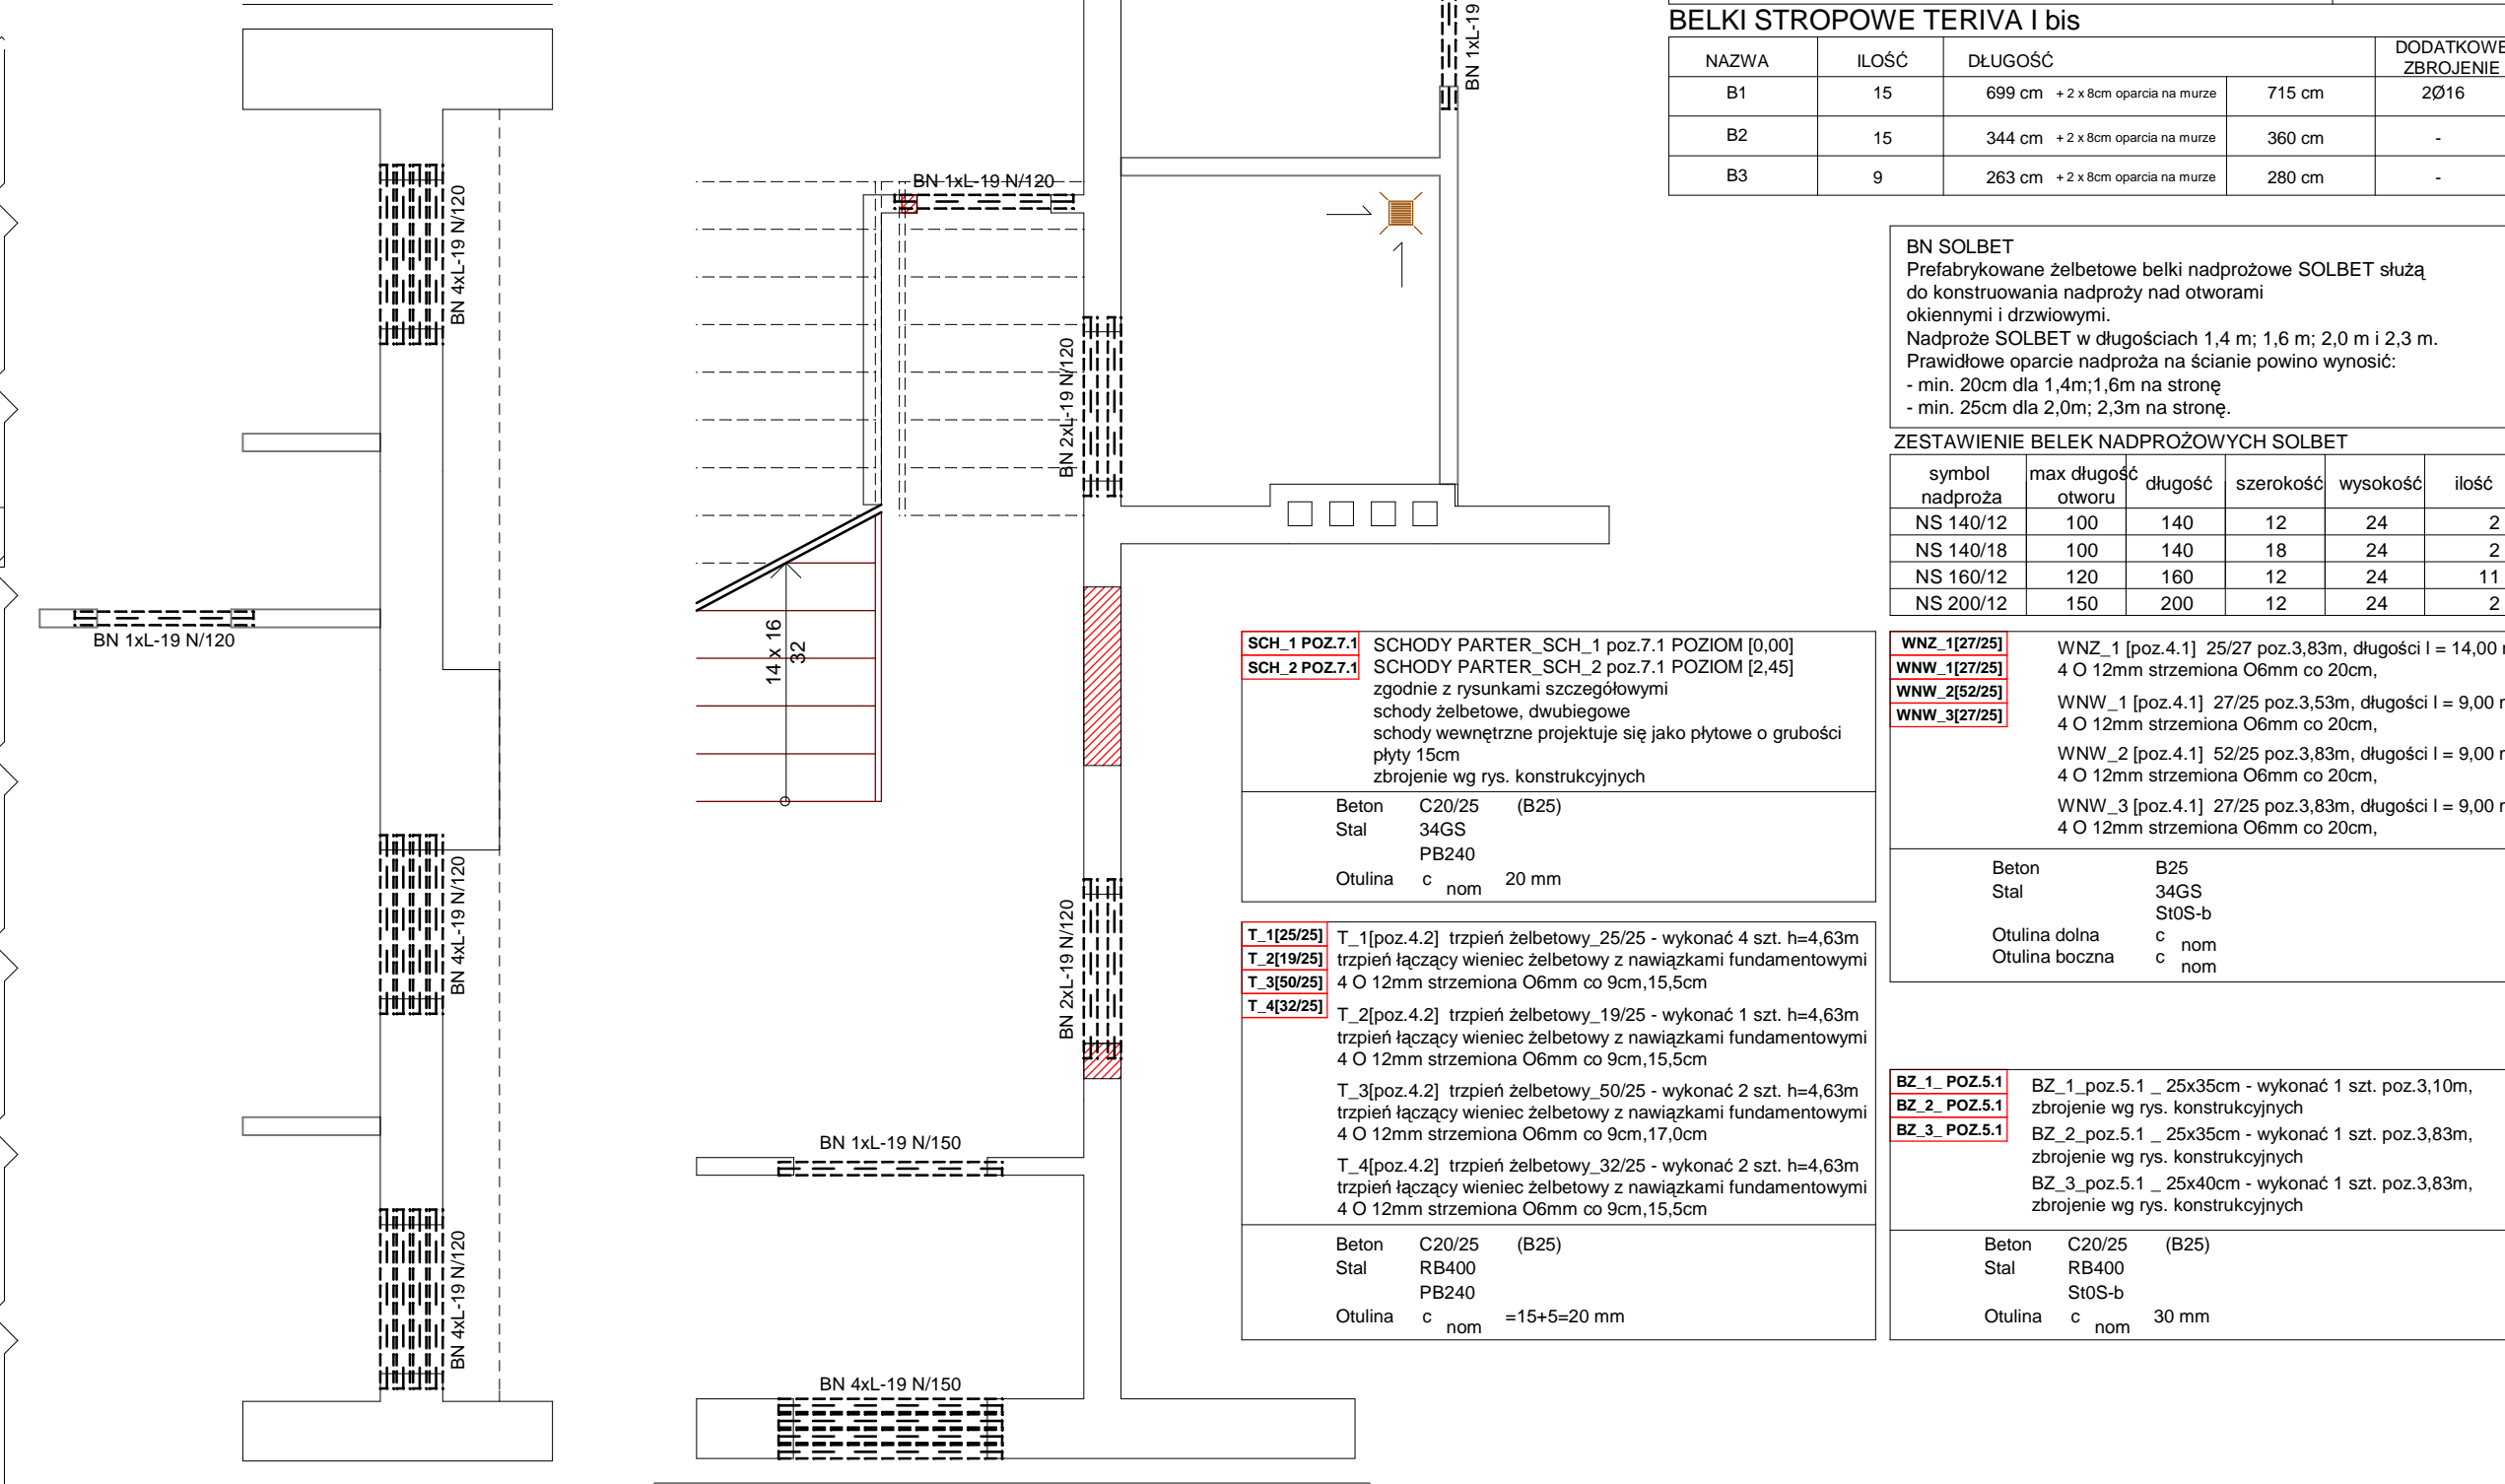 BELKI STROPOWE TERIVA I bis
NAZWA ILOŚĆ DŁUGOŚĆ DODATKOWE ZBROJENIE
B1 15 699 cm + 2 x 8cm oparcia na murze 715 cm 2Ø16
B2 15 344 cm + 2 x 8cm oparcia na murze 360 cm -
B3 9 263 cm + 2 x 8cm oparcia na murze 280 cm -
BN SOLBET
Prefabrykowane żelbetowe belki nadprożowe SOLBET służą
do konstruowania nadproży nad otworami
okiennymi i drzwiowymi.
Nadproże SOLBET w długościach 1,4 m; 1,6 m; 2,0 m i 2,3 m.
Prawidłowe oparcie nadproża na ścianie powino wynosić:
- min. 20cm dla 1,4m;1,6m na stronę
- min. 25cm dla 2,0m; 2,3m na stronę.
ZESTAWIENIE BELEK NADPROŻOWYCH SOLBET
symbol nadproża max długość otworu długość szerokość wysokość ilość
NS 140/12 100 140 12 24 2
NS 140/18 100 140 18 24 2
NS 160/12 120 160 12 24 11
NS 200/12 150 200 12 24 2
SCH_1 POZ.7.1
SCH_2 POZ.7.1
SCHODY PARTER_SCH_1 poz.7.1 POZIOM [0,00]
SCHODY PARTER_SCH_2 poz.7.1 POZIOM [2,45]
zgodnie z rysunkami szczegółowymi
schody żelbetowe, dwubiegowe
schody wewnętrzne projektuje się jako płytowe o grubości
płyty 15cm
zbrojenie wg rys. konstrukcyjnych
Beton C20/25 (B25)
Stal 34GS
PB240
Otulina c nom 20 mm
WNZ_1[27/25]
WNW_1[27/25]
WNW_2[52/25]
WNW_3[27/25]
WNZ_1 [poz.4.1] 25/27 poz.3,83m, długości l = 14,00
4 O 12mm strzemiona O6mm co 20cm,
WNW_1 [poz.4.1] 27/25 poz.3,53m, długości l = 9,00
4 O 12mm strzemiona O6mm co 20cm,
WNW_2 [poz.4.1] 52/25 poz.3,83m, długości l = 9,00
4 O 12mm strzemiona O6mm co 20cm,
WNW_3 [poz.4.1] 27/25 poz.3,83m, długości l = 9,00
4 O 12mm strzemiona O6mm co 20cm,
Beton B25
Stal 34GS
St0S-b
Otulina dolna c nom
Otulina boczna c nom
T_1[25/25]
T_2[19/25]
T_3[50/25]
T_4[32/25]
T_1[poz.4.2] trzpień żelbetowy_25/25 - wykonać 4 szt. h=4,63m
trzpień łączący wieniec żelbetowy z nawiązkami fundamentowymi
4 O 12mm strzemiona O6mm co 9cm,15,5cm
T_2[poz.4.2] trzpień żelbetowy_19/25 - wykonać 1 szt. h=4,63m
trzpień łączący wieniec żelbetowy z nawiązkami fundamentowymi
4 O 12mm strzemiona O6mm co 9cm,15,5cm
T_3[poz.4.2] trzpień żelbetowy_50/25 - wykonać 2 szt. h=4,63m
trzpień łączący wieniec żelbetowy z nawiązkami fundamentowymi
4 O 12mm strzemiona O6mm co 9cm,17,0cm
T_4[poz.4.2] trzpień żelbetowy_32/25 - wykonać 2 szt. h=4,63m
trzpień łączący wieniec żelbetowy z nawiązkami fundamentowymi
4 O 12mm strzemiona O6mm co 9cm,15,5cm
Beton C20/25 (B25)
Stal RB400
PB240
Otulina c nom =15+5=20 mm
BZ_1_ POZ.5.1
BZ_2_ POZ.5.1
BZ_3_ POZ.5.1
BZ_1_poz.5.1 _ 25x35cm - wykonać 1 szt. poz.3,10m,
zbrojenie wg rys. konstrukcyjnych
BZ_2_poz.5.1 _ 25x35cm - wykonać 1 szt. poz.3,83m,
zbrojenie wg rys. konstrukcyjnych
BZ_3_poz.5.1 _ 25x40cm - wykonać 1 szt. poz.3,83m,
zbrojenie wg rys. konstrukcyjnych
Beton C20/25 (B25)
Stal RB400
St0S-b
Otulina c nom 30 mm
BN 4xL-19 N/120
BN 1xL-19 N/120
BN 4xL-19 N/120
BN 4xL-19 N/120
BN 1xL-19 N/120
BN 1xL-19
BN 2xL-19 N/120
14 x 16
32
BN 2xL-19 N/120
BN 1xL-19 N/150
BN 4xL-19 N/150